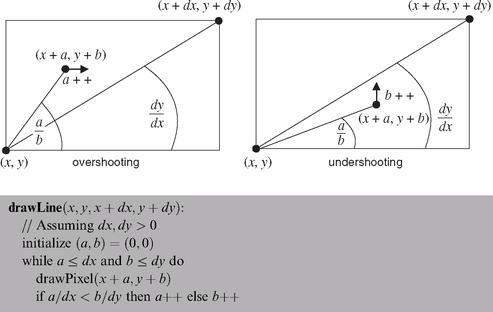 (x + dx, y + dy)
(x + a, y + b)
a ++
a
b
dy
dx
(x, y)
overshooting
(x + dx, y + dy)
b ++
(x + a, y + b)
a
b
dy
dx
(x, y)
undershooting
drawLine(x, y, x + dx, y + dy):
// Assuming dx, dy > 0
initialize (a, b) = (0, 0)
while a ≤ dx and b ≤ dy do
drawPixel(x + a, y + b)
if a/dx < b/dy then a++ else b++